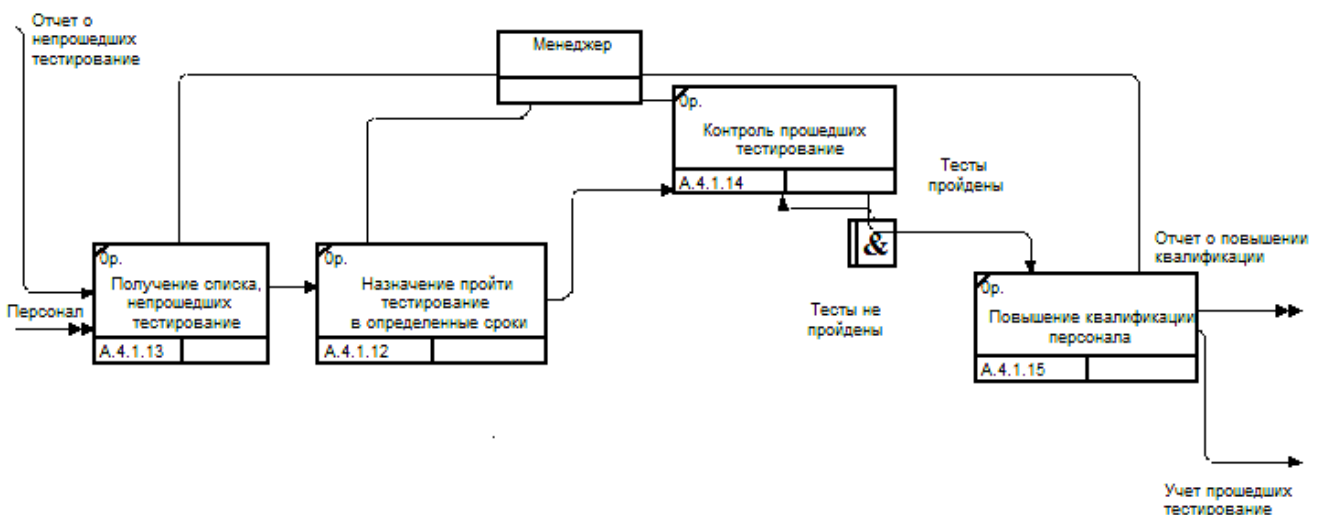 Отчет о
непрошедших
тестирование
Менеджер
0р.
Контроль прошедших
тестирование
А.4.1.14
Тесты
пройдены
&
0р.
Получение списка,
непрошедших
тестирование
А.4.1.13
Персонал
0р.
Назначение пройти
тестирование
в определенные сроки
А.4.1.12
Тесты не
пройдены
0р.
Повышение квалификации
персонала
А.4.1.15
Отчет о повышении
квалификации
Учет прошедших
тестирование